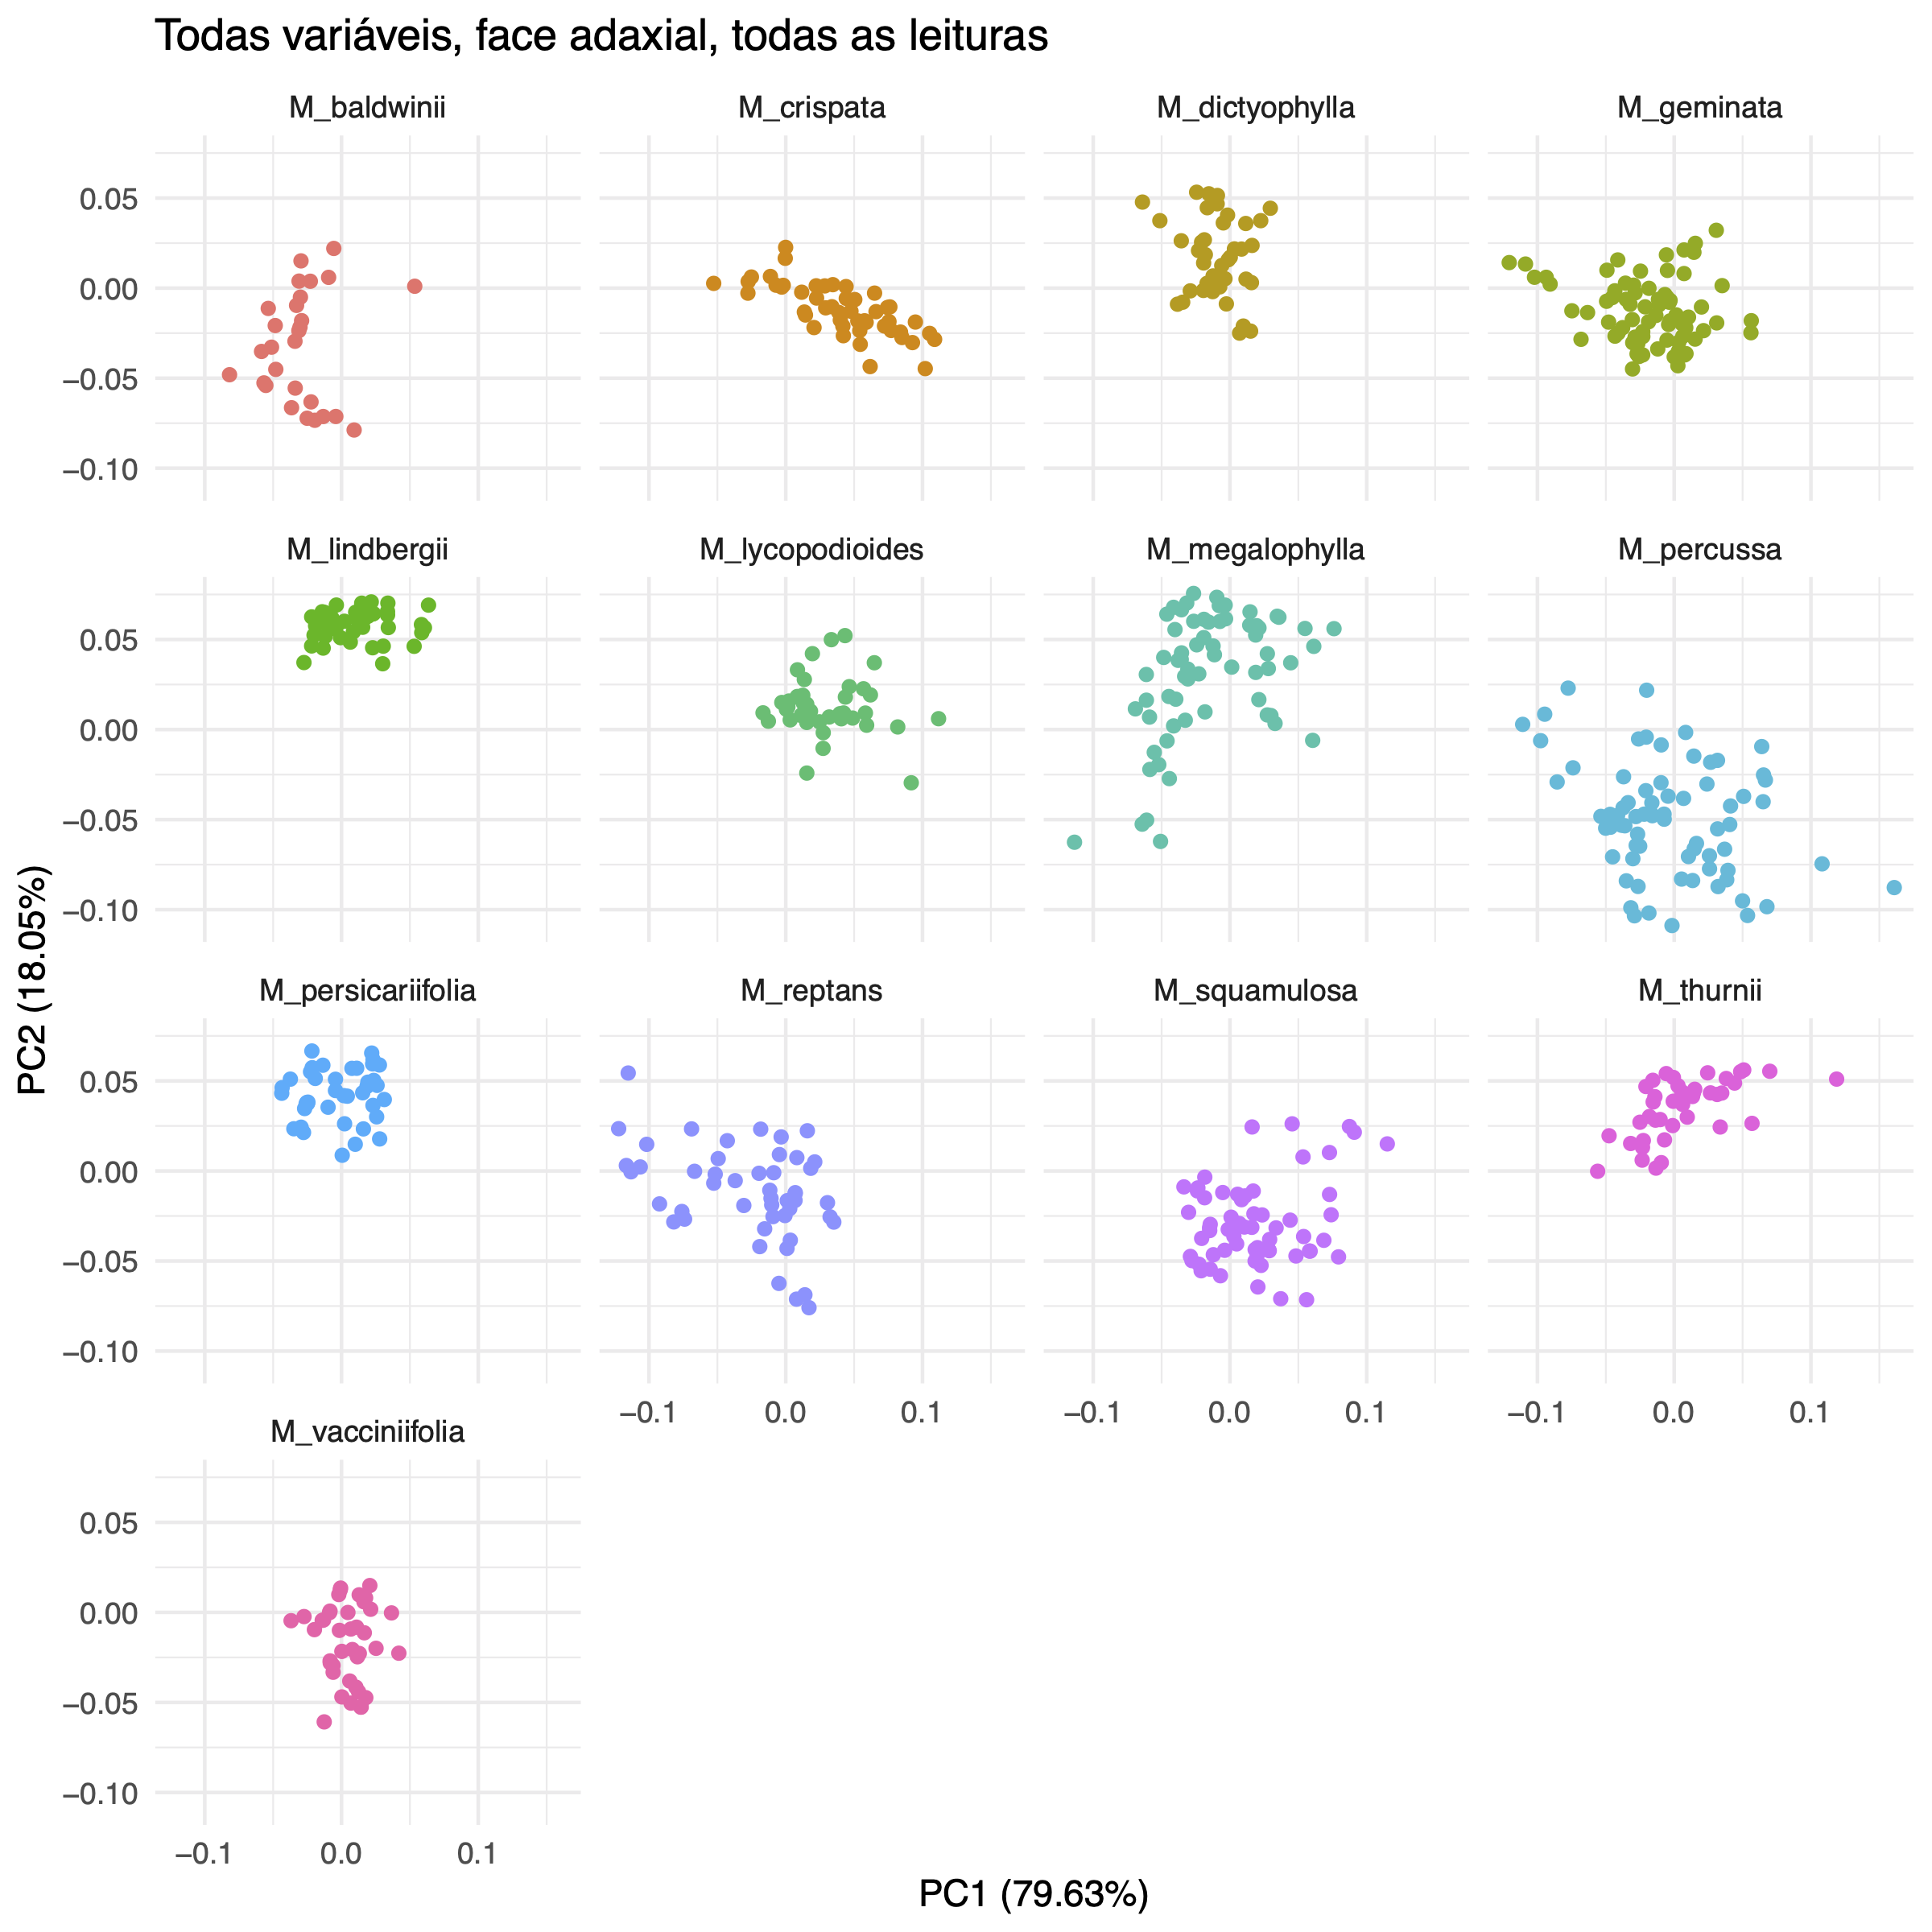 Todas variáveis, face adaxial, todas as leituras
M_baldwinii
M_crispata
M_dictyophylla
M_geminata
0.05
0.00
−0.05
−0.10
M_lindbergii
M_lycopodioides
M_megalophylla
M_percussa
0.05
0.00
−0.05
−0.10
M_persicariifolia
M_reptans
M_squamulosa
M_thurnii
0.05
0.00
−0.05
−0.10
−0.1 0.0 0.1
−0.1 0.0 0.1
−0.1 0.0 0.1
M_vacciniifolia
0.05
0.00
−0.05
−0.10
−0.1 0.0 0.1
PC2 (18.05%)
PC1 (79.63%)